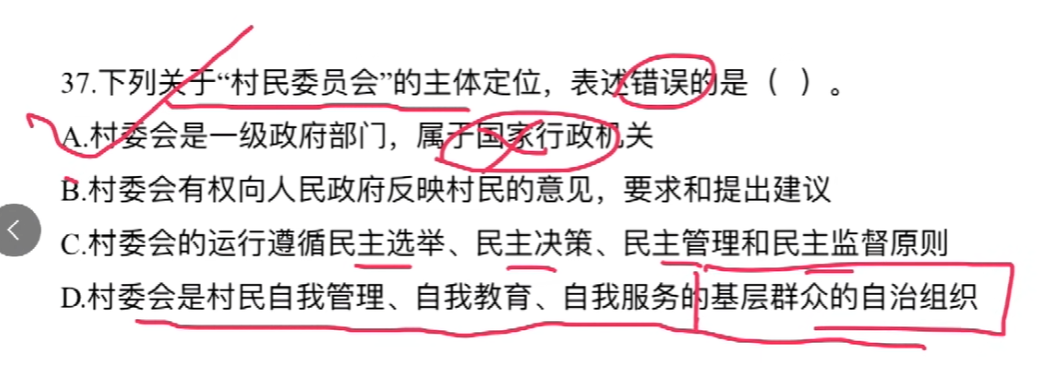 37.下列关于“村民委员会”的主体定位，表述错误的是（ ）。
A.村委会是一级政府部门，属于国家行政机关
B.村委会有权向人民政府反映村民的意见，要求和提出建议
C.村委会的运行遵循民主选举、民主决策、民主管理和民主监督原则
D.村委会是村民自我管理、自我教育、自我服务的基层群众的自治组织